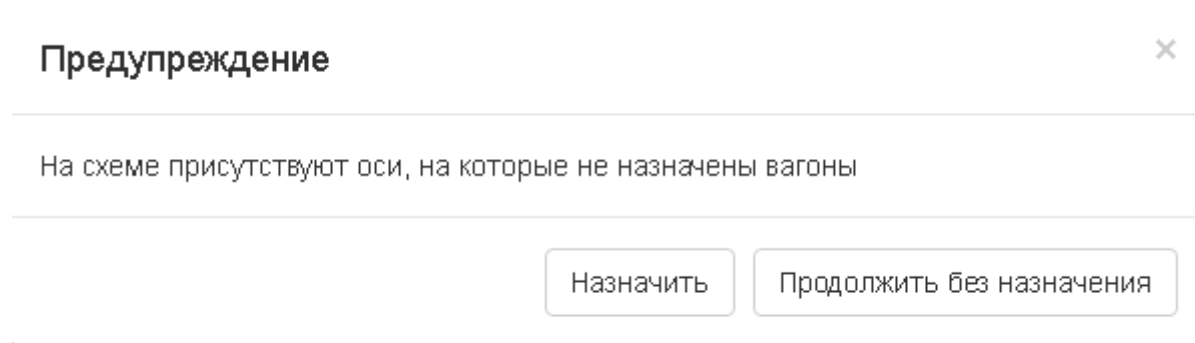 Предупреждение
На схеме присутствуют оси, на которые не назначены вагоны
Назначить
Продолжить без назначения